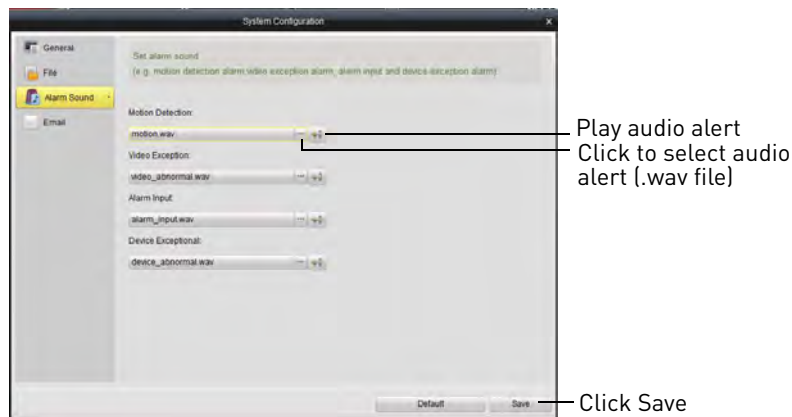 System Configuration
General
File
Alarm Sound
Email
Set alarm sound
(e.g. motion detection alarm, video exception alarm, alarm input and device exception alarm)
Motion Detection:
motion.wav
Video Exception:
video_abnormal.wav
Alarm Input:
alarm_input.wav
Device Exceptional:
device_abnormal.wav
Default
Save
Play audio alert
Click to select audio
alert (.wav file)
Click Save